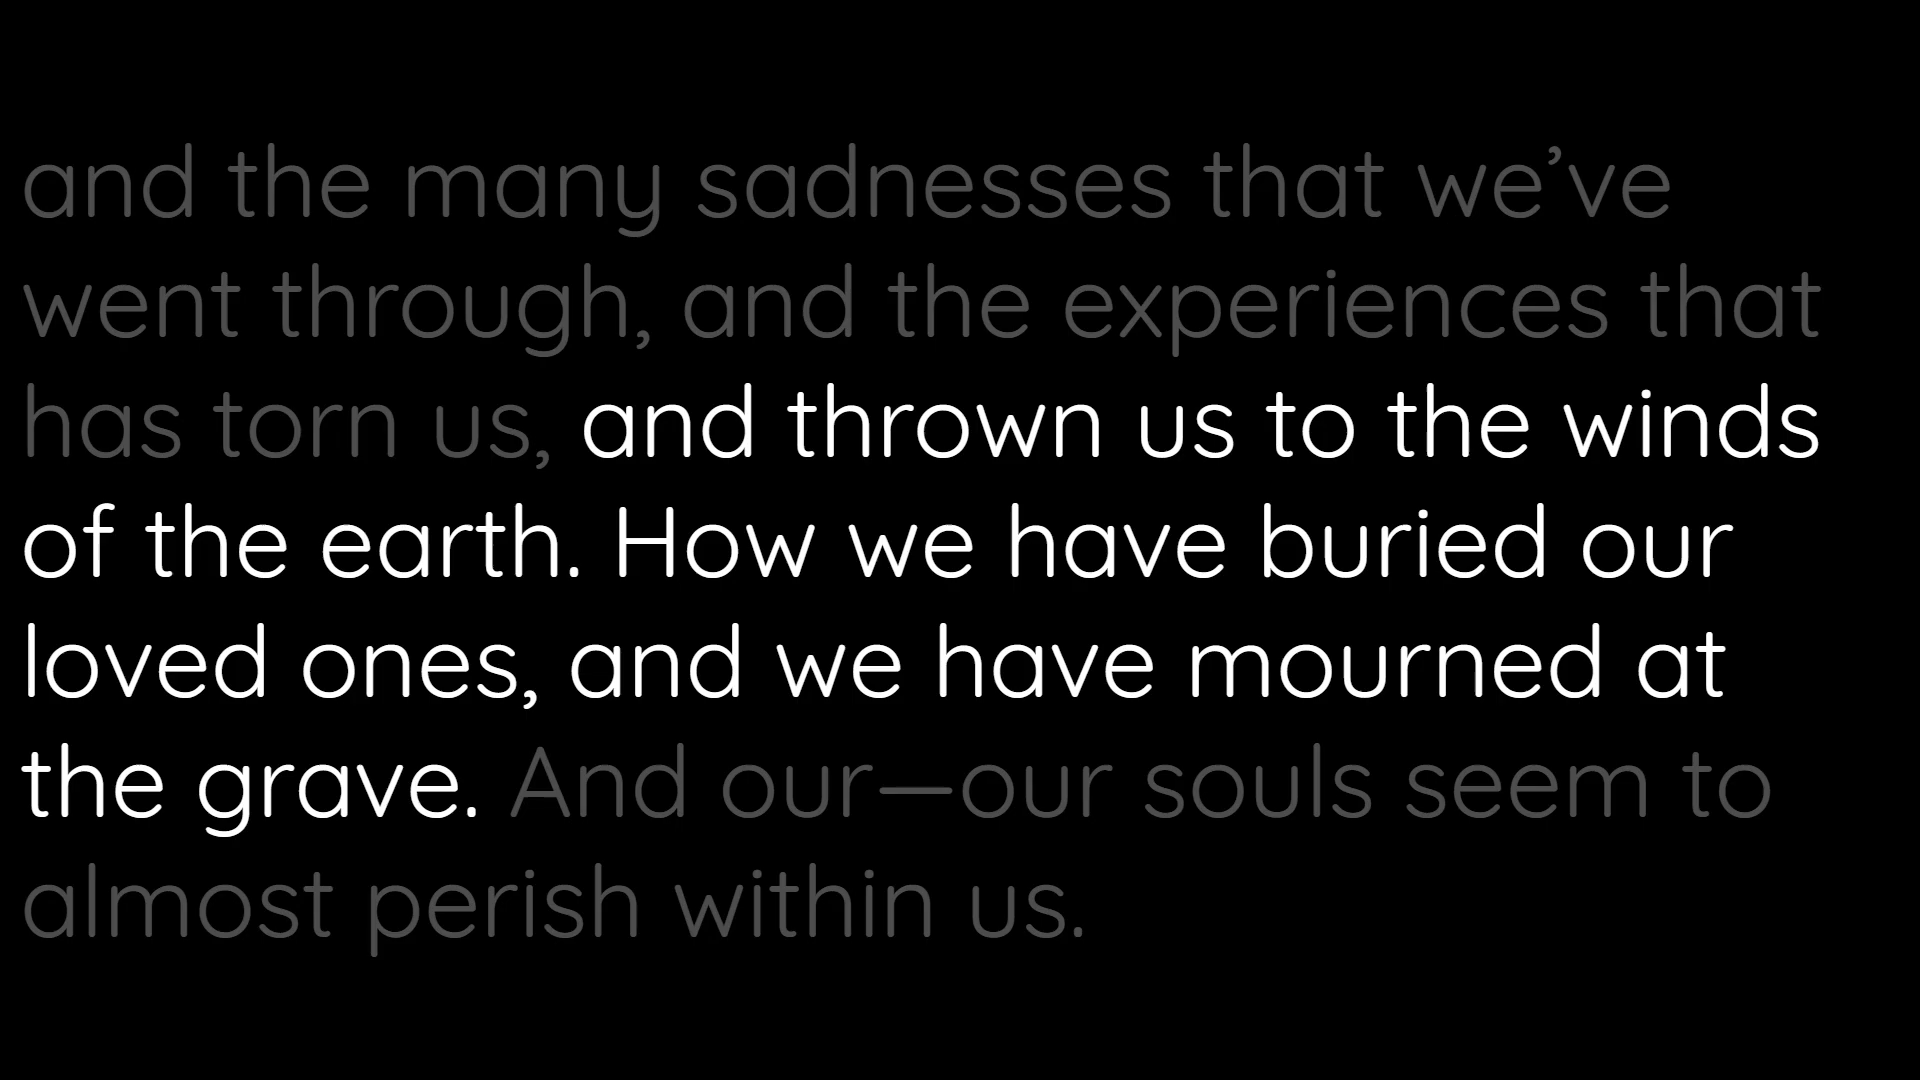 and the many sadnesses that we’ve
went through, and the experiences that
has torn us, and thrown us to the winds
of the earth. How we have buried our
loved ones, and we have mourned at
the grave. And our—our souls seem to
almost perish within us.